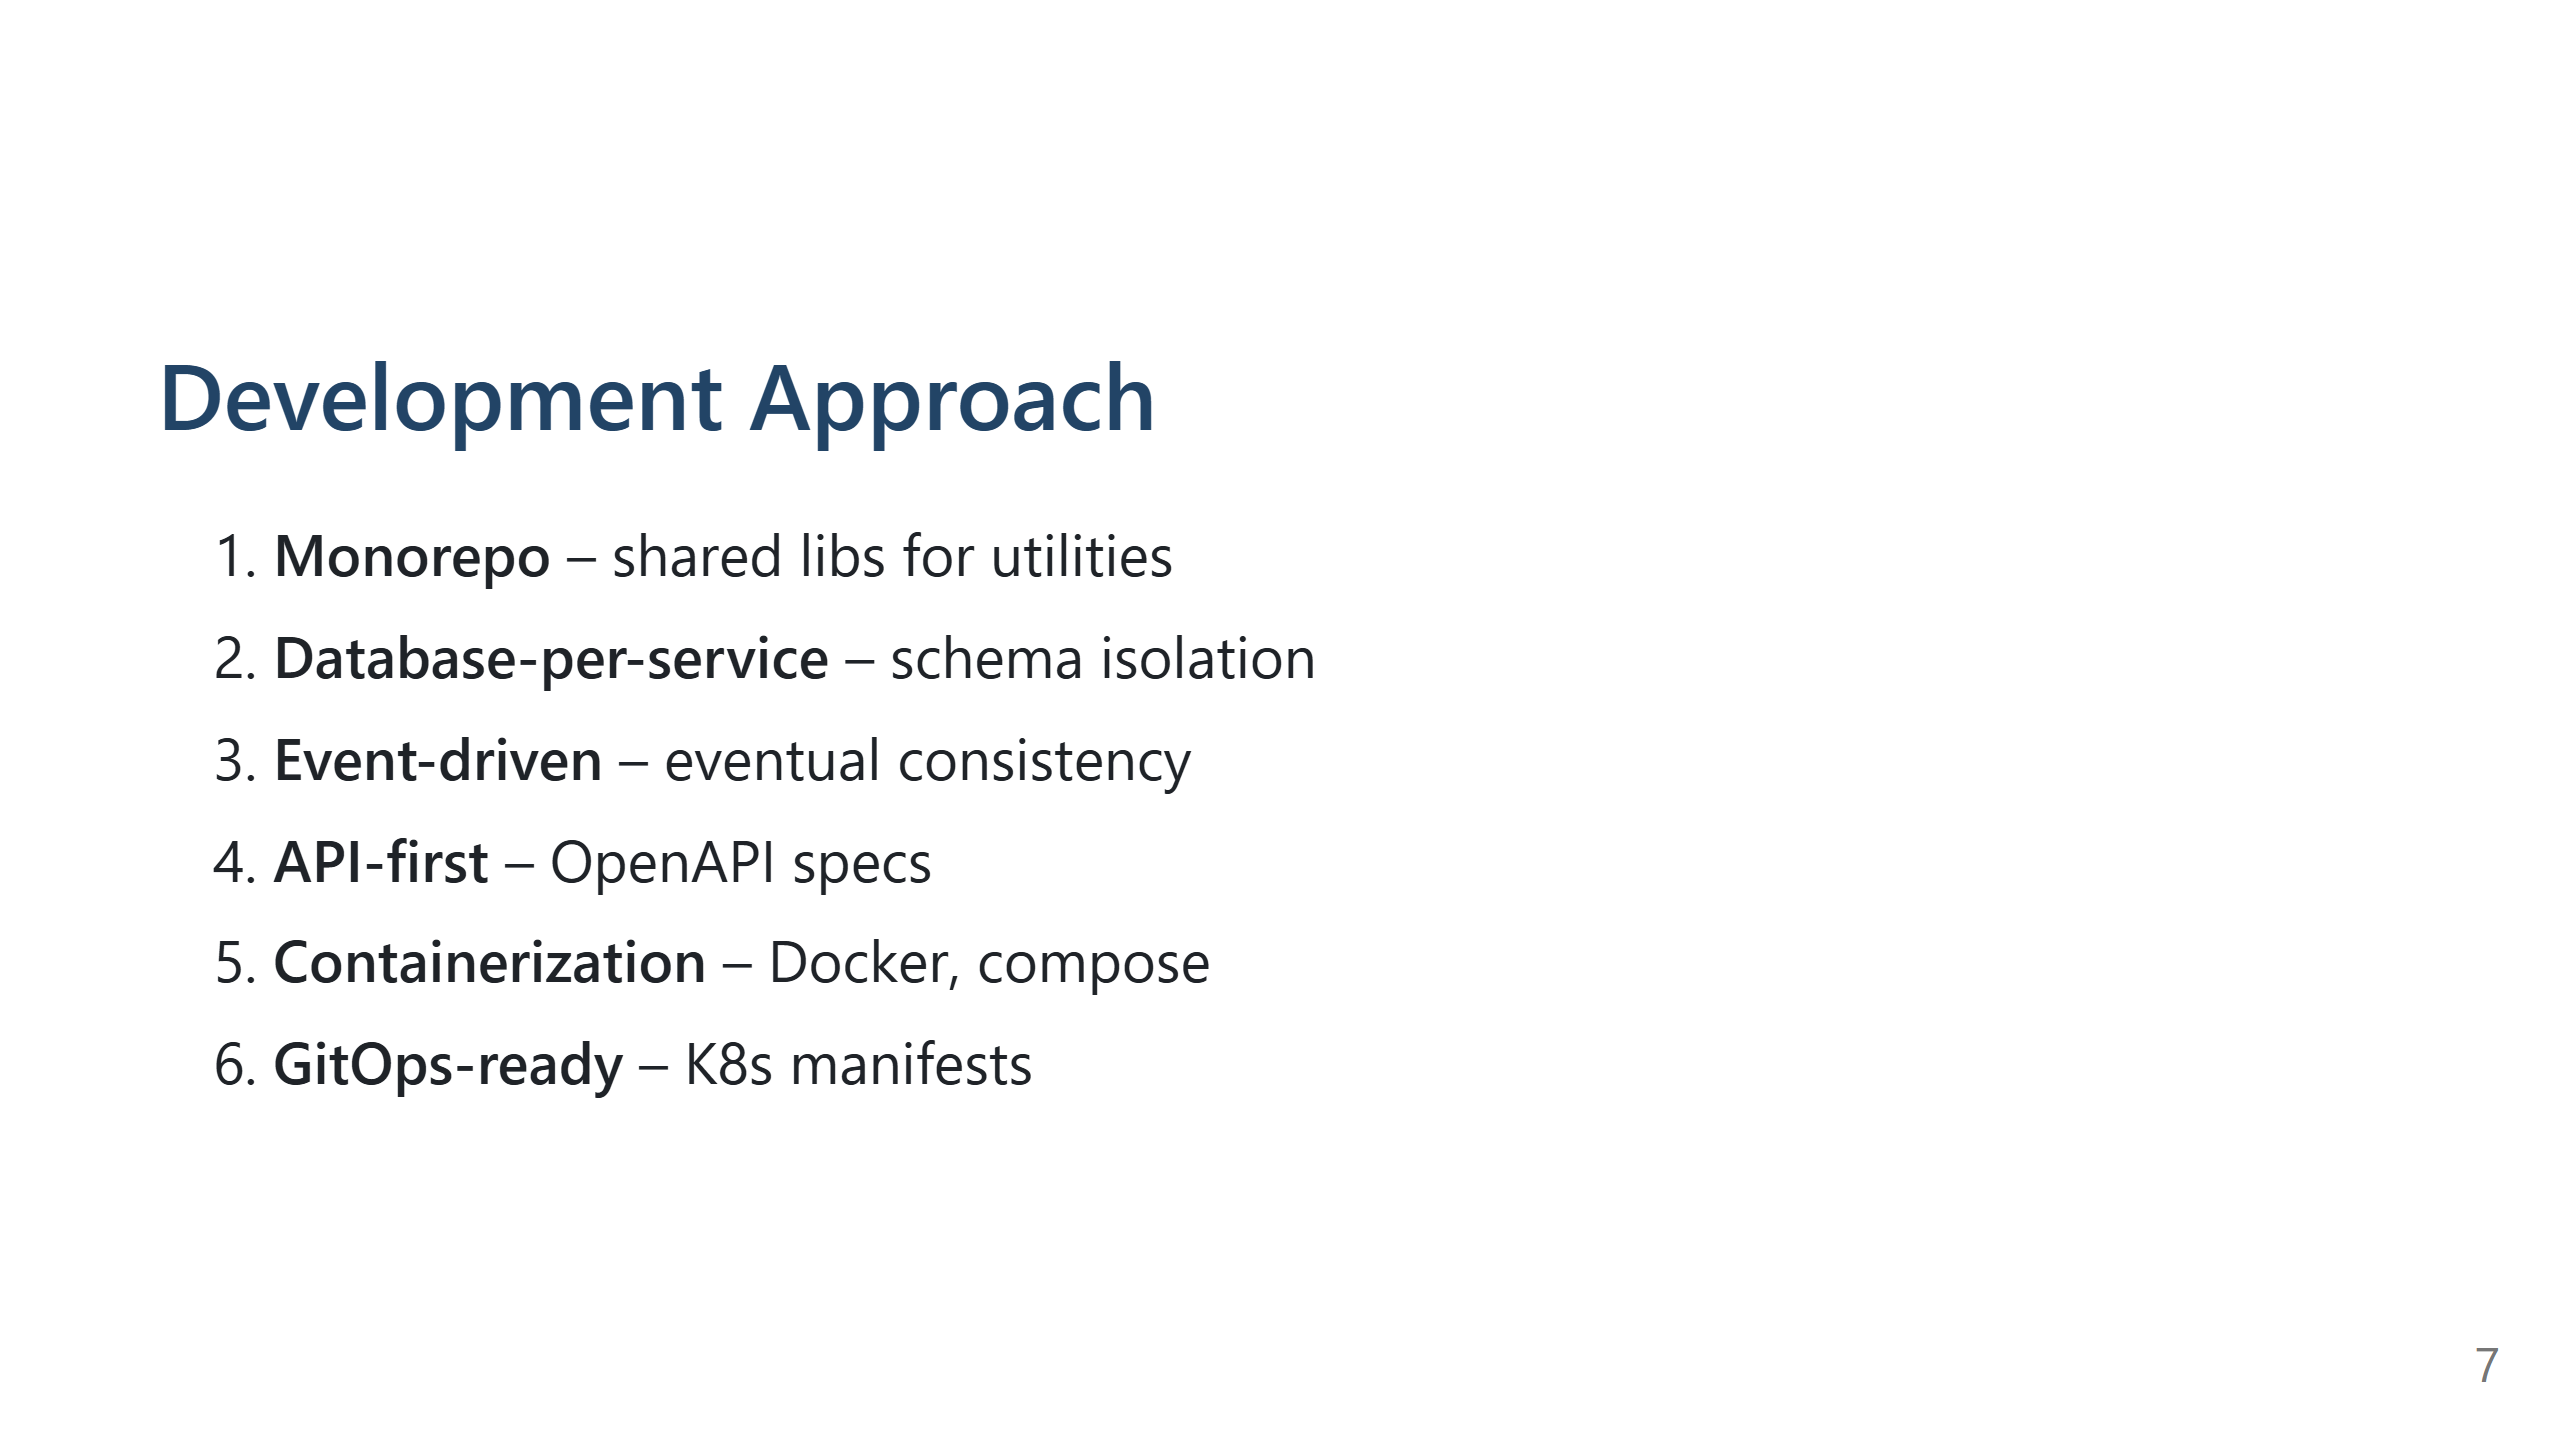 Development Approach
1. Monorepo – shared libs for utilities
2. Database-per-service – schema isolation
3. Event-driven – eventual consistency
4. API-first – OpenAPI specs
5. Containerization – Docker, compose
6. GitOps-ready – K8s manifests
7